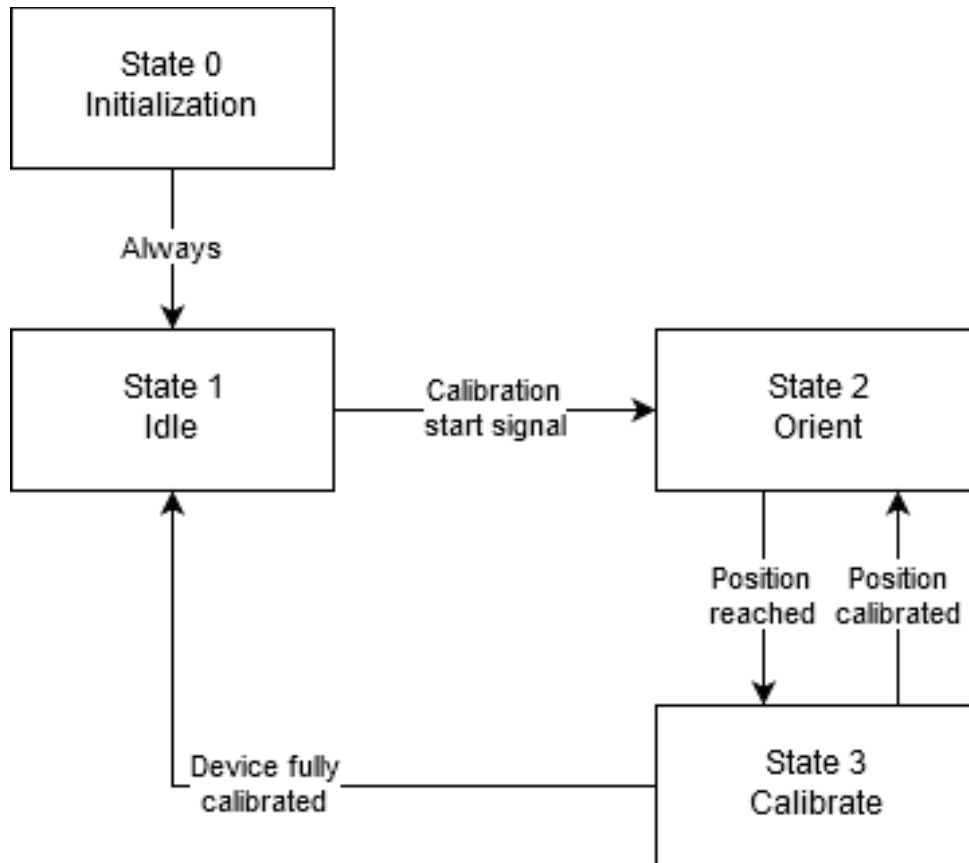 State 0
Initialization
Always
State 1
Idle
Calibration
start signal
State 2
Orient
Position
reached
Position
calibrated
Device fully
calibrated
State 3
Calibrate